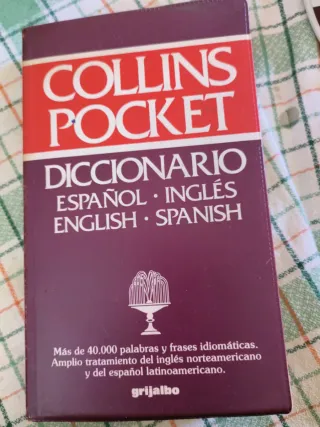 COLLINS
POCKET
DICCIONARIO
ESPAÑOL · INGLÉS
ENGLISH · SPANISH
Más de 40.000 palabras y frases idiomáticas.
Amplio tratamiento del inglés norteamericano
y del español latinoamericano.
grijalbo